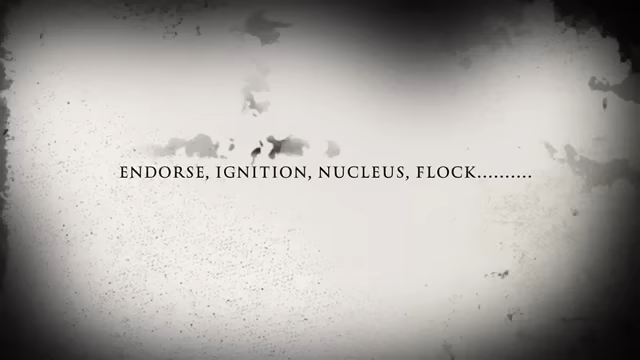 ENDORSE, IGNITION, NUCLEUS, FLOCK..........